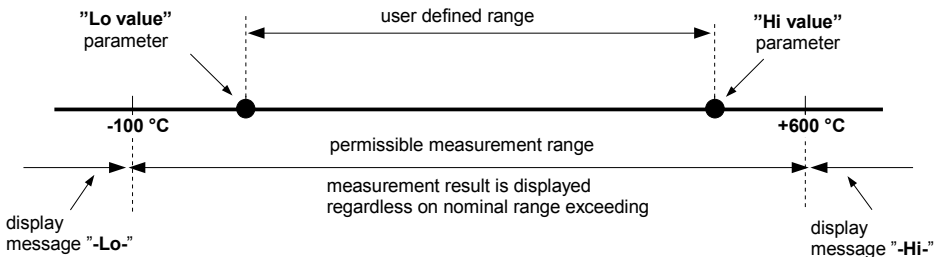 "Lo value"
parameter
user defined range
"Hi value"
parameter
-100 °C
+600 °C
permissible measurement range
measurement result is displayed
regardless on nominal range exceeding
display
message "-Lo-"
display
message "-Hi-"